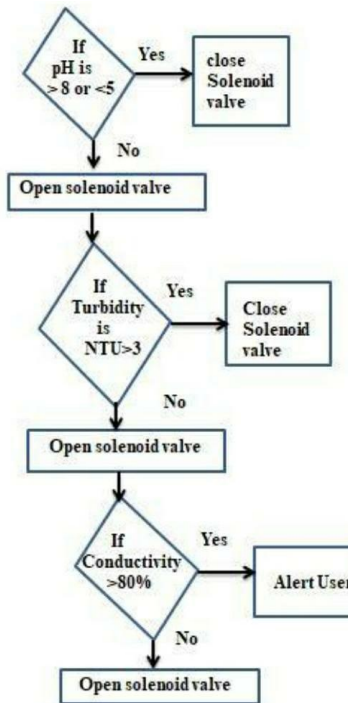 If
pH is
> 8 or <5
Yes
close
Solenoid
valve
No
Open solenoid valve
If
Turbidity
is
NTU>3
Yes
Close
Solenoid
valve
No
Open solenoid valve
If
Conductivity
>80%
Yes
Alert User
No
Open solenoid valve